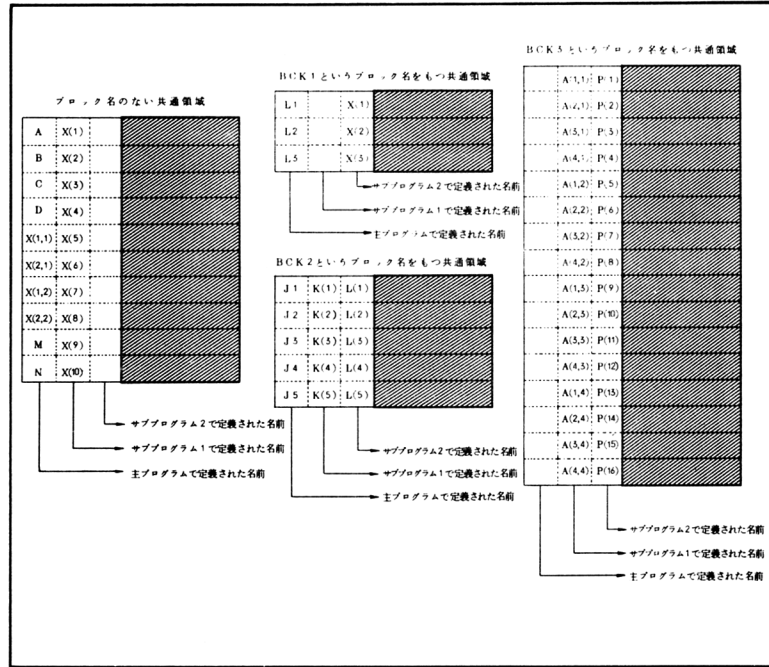 ブロック名のない共通領域
A X(1)
B X(2)
C X(3)
D X(4)
X(1,1) X(5)
X(2,1) X(6)
X(1,2) X(7)
X(2,2) X(8)
M X(9)
N X(10)
サブプログラム2で定義された名前
サブプログラム1で定義された名前
主プログラムで定義された名前
BCK1というブロック名をもつ共通領域
L1 X(1)
L2 X(2)
L3 X(3)
サブプログラム2で定義された名前
サブプログラム1で定義された名前
主プログラムで定義された名前
BCK2というブロック名をもつ共通領域
J1 K(1) L(1)
J2 K(2) L(2)
J3 K(3) L(3)
J4 K(4) L(4)
J5 K(5) L(5)
サブプログラム2で定義された名前
サブプログラム1で定義された名前
主プログラムで定義された名前
BCK3というブロック名をもつ共通領域
A(1,1) P(1)
A(2,1) P(2)
A(3,1) P(3)
A(4,1) P(4)
A(1,2) P(5)
A(2,2) P(6)
A(3,2) P(7)
A(4,2) P(8)
A(1,3) P(9)
A(2,3) P(10)
A(3,3) P(11)
A(4,3) P(12)
A(1,4) P(13)
A(2,4) P(14)
A(3,4) P(15)
A(4,4) P(16)
サブプログラム2で定義された名前
サブプログラム1で定義された名前
主プログラムで定義された名前